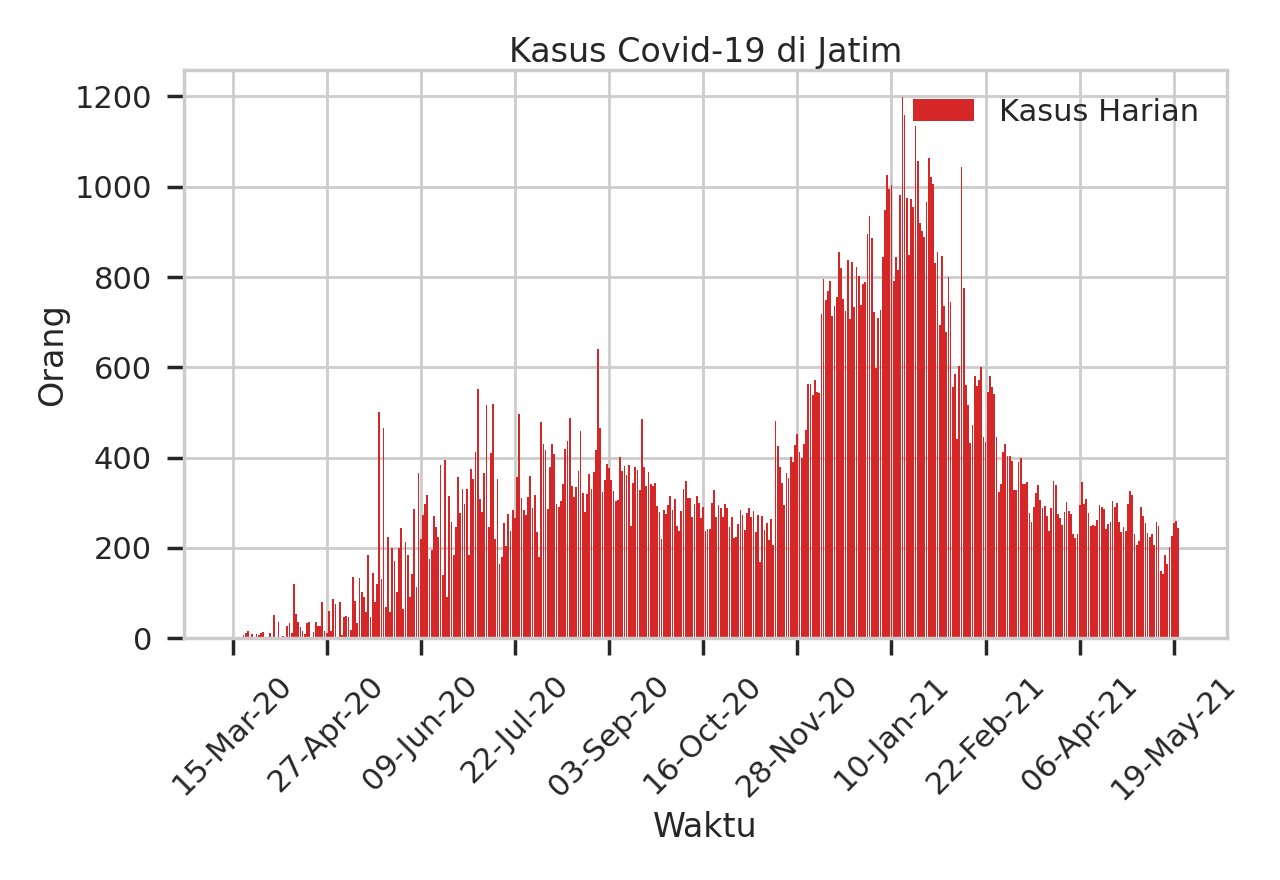 Kasus Covid-19 di Jatim
Kasus Harian
1200
1000
800
600
400
200
0
Orang
15-Mar-20
27-Apr-20
09-Jun-20
22-Jul-20
03-Sep-20
16-Oct-20
28-Nov-20
10-Jan-21
22-Feb-21
06-Apr-21
19-May-21
Waktu